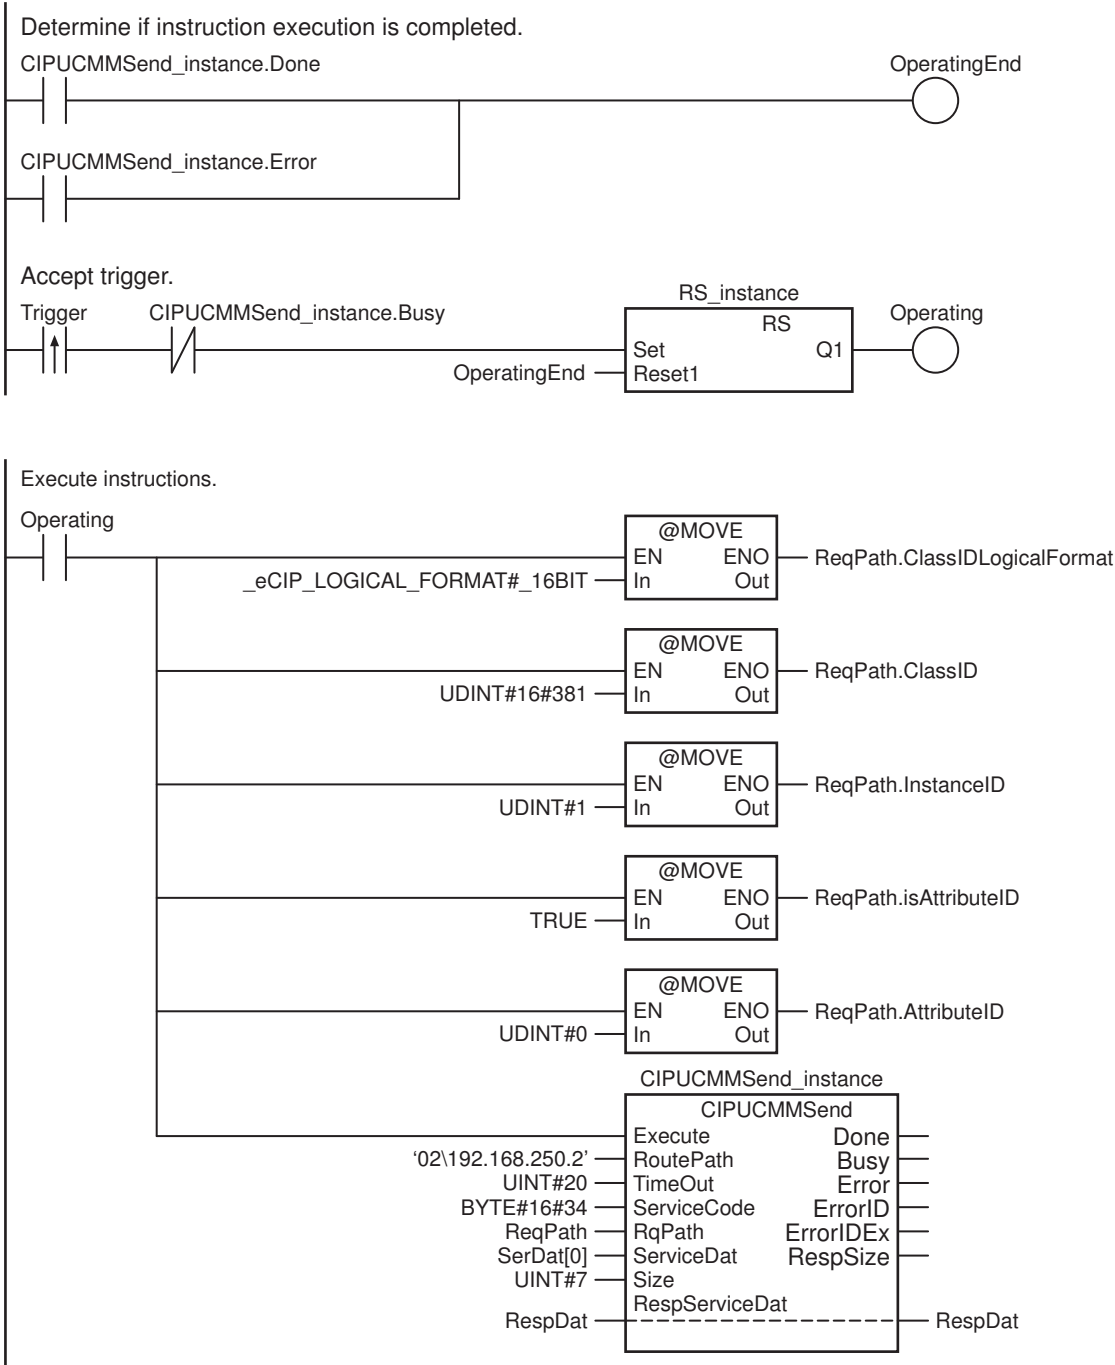 Determine if instruction execution is completed.
CIPUCMMSend_instance.Done
OperatingEnd
CIPUCMMSend_instance.Error
Accept trigger.
Trigger
CIPUCMMSend_instance.Busy
RS_instance
Operating
RS
Set
Q1
OperatingEnd
Reset1
Execute instructions.
Operating
@MOVE
EN ENO
ReqPath.ClassIDLogicalFormat
_eCIP_LOGICAL_FORMAT#_16BIT
In Out
@MOVE
EN ENO
ReqPath.ClassID
UDINT#16#381
In Out
@MOVE
EN ENO
ReqPath.InstanceID
UDINT#1
In Out
@MOVE
EN ENO
ReqPath.isAttributeID
TRUE
In Out
@MOVE
EN ENO
ReqPath.AttributeID
UDINT#0
In Out
CIPUCMMSend_instance
CIPUCMMSend
Execute Done
‘02\192.168.250.2’ RoutePath Busy
UINT#20 TimeOut Error
BYTE#16#34 ServiceCode ErrorID
ReqPath RqPath ErrorIDEx
SerDat[0] ServiceDat RespSize
UINT#7 Size
RespServiceDat
RespDat RespDat